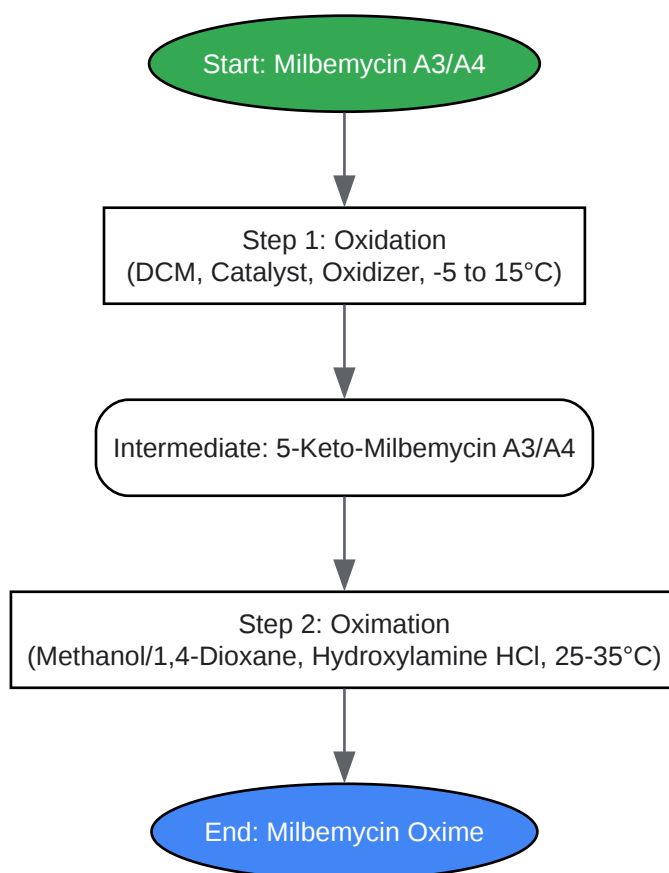 Start: Milbemycin A3/A4
Step 1: Oxidation
(DCM, Catalyst, Oxidizer, -5 to 15°C)
Intermediate: 5-Keto-Milbemycin A3/A4
Step 2: Oximation
(Methanol/1,4-Dioxane, Hydroxylamine HCl, 25-35°C)
End: Milbemycin Oxime